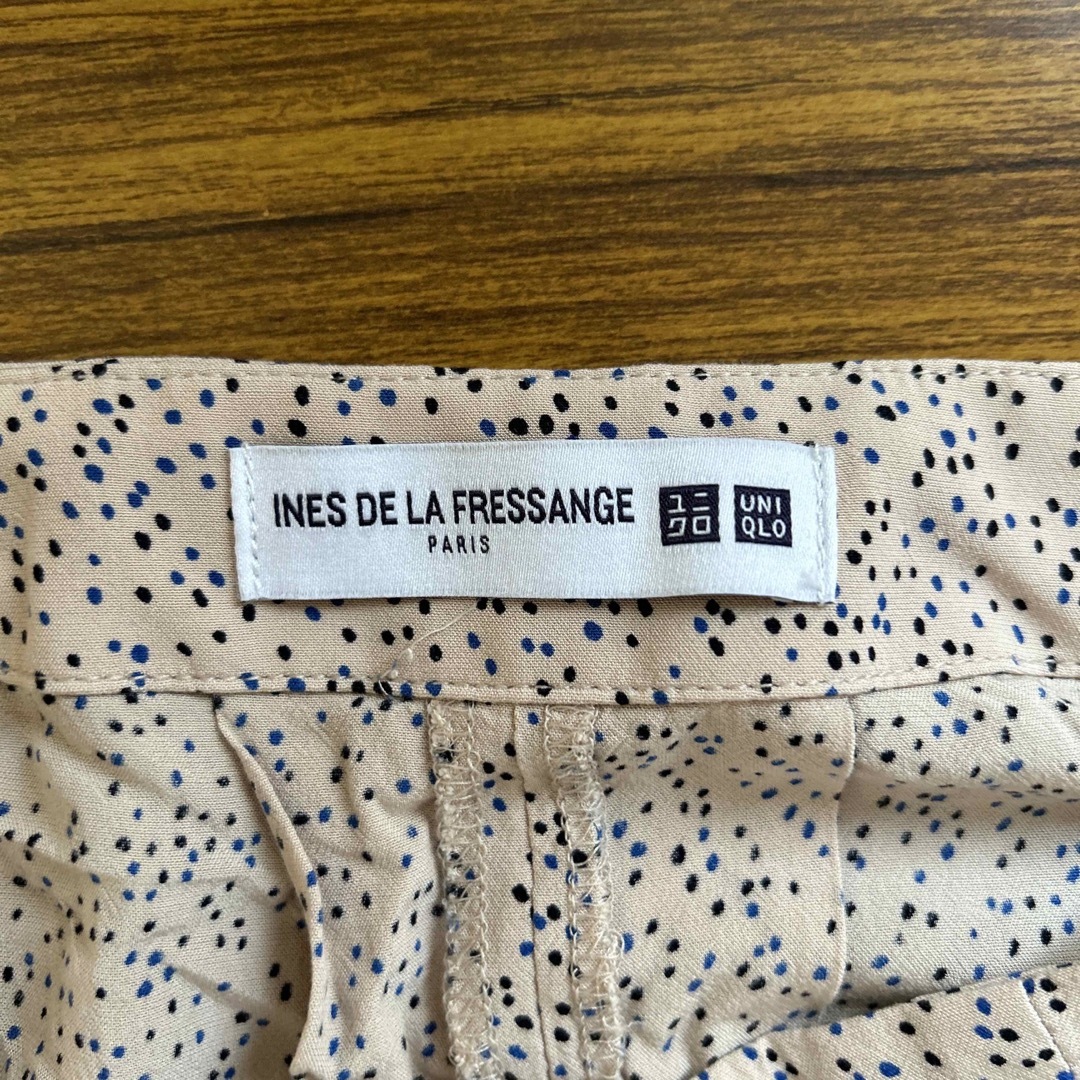 INES DE LA FRESSANGE
PARIS
ユニ
クロ
UNI
QLO